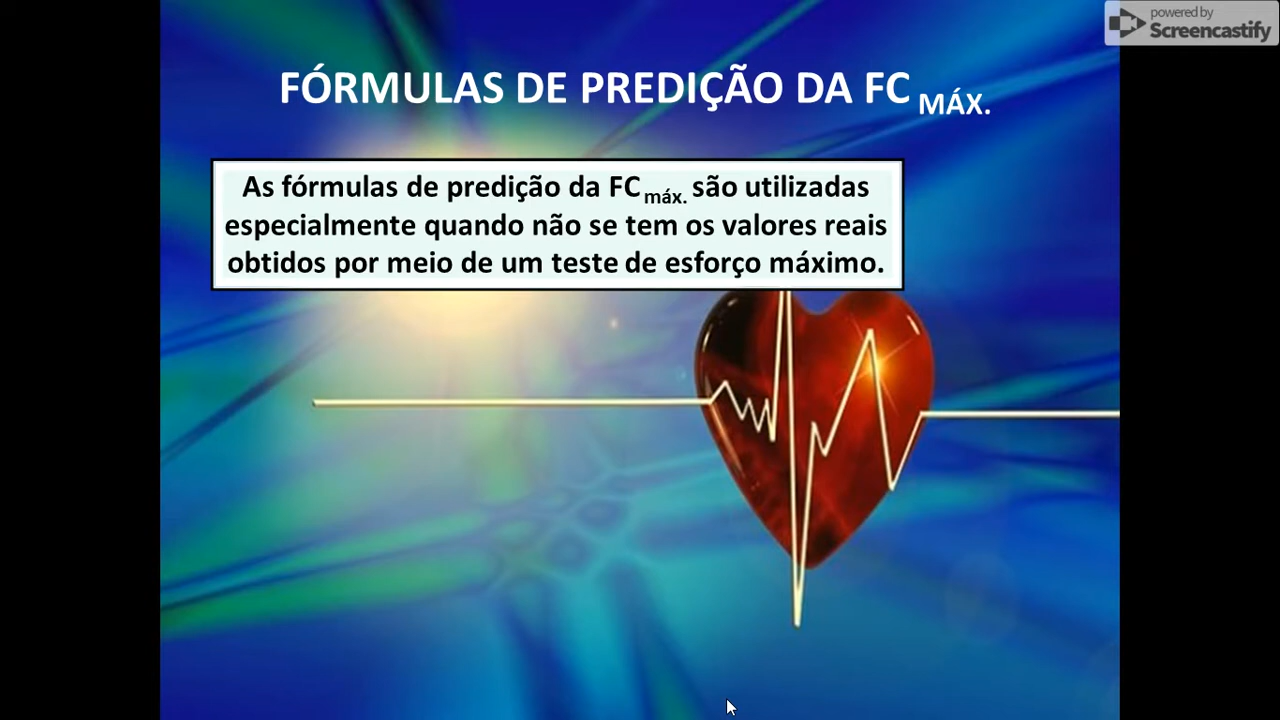 powered by
Screencastify
FÓRMULAS DE PREDIÇÃO DA FC MÁX.
As fórmulas de predição da FC máx. são utilizadas
especialmente quando não se tem os valores reais
obtidos por meio de um teste de esforço máximo.